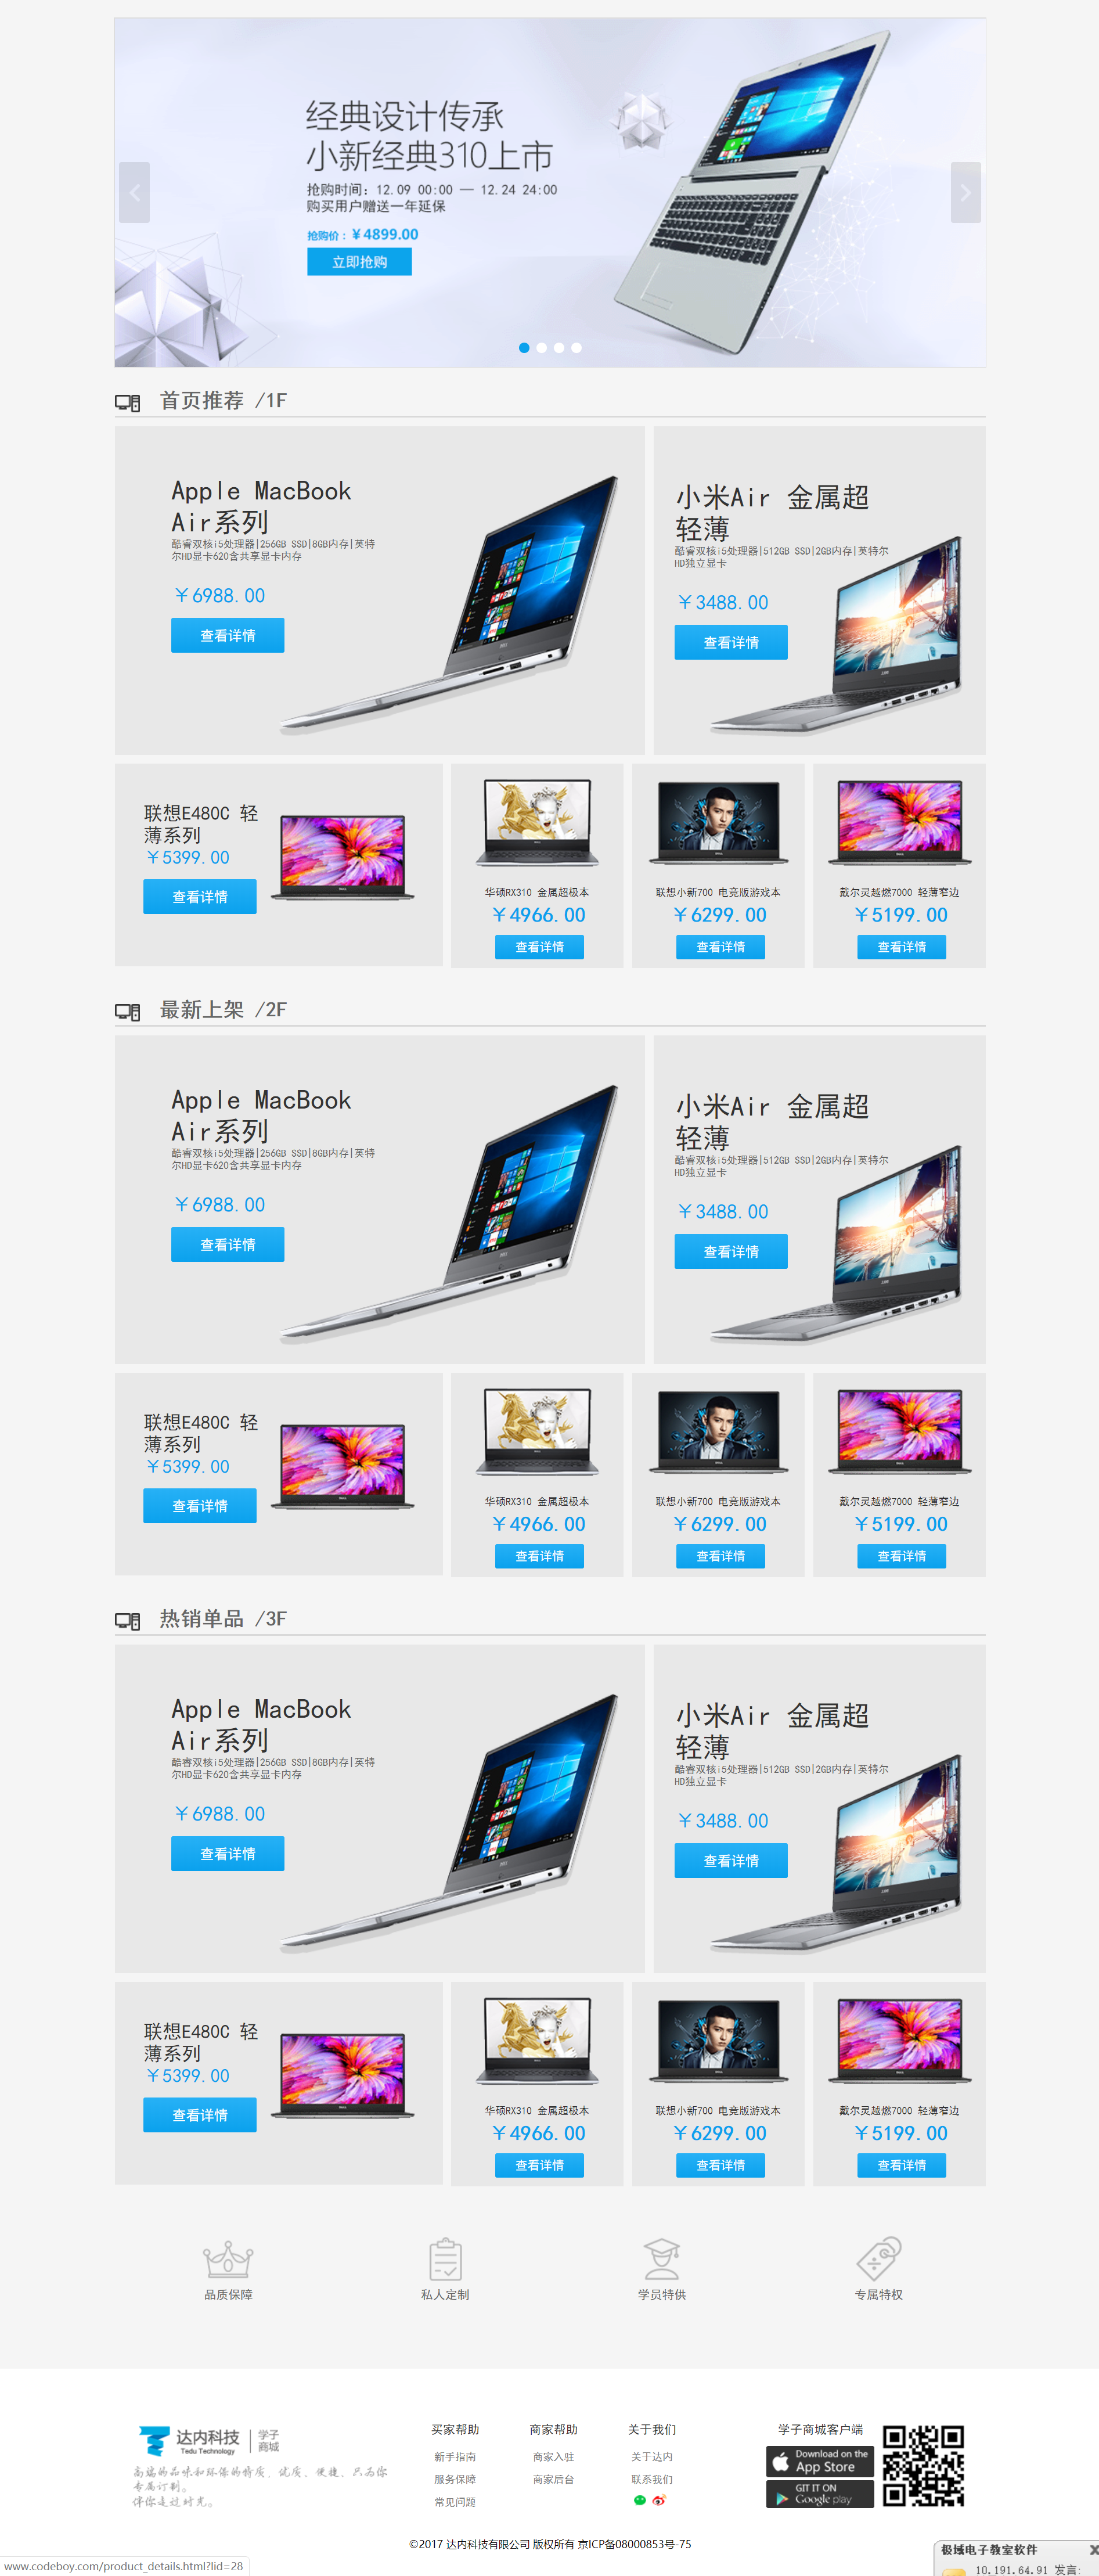 经典设计传承
小新经典310上市
抢购时间：12.09 00:00 — 12.24 24:00
购买用户赠送一年延保
抢购价：￥4899.00
立即抢购
首页推荐 /1F
Apple MacBook
Air系列
酷睿双核i5处理器|256GB SSD|8GB内存|英特
尔HD显卡620含共享显卡内存
￥6988.00
查看详情
小米Air 金属超
轻薄
酷睿双核i5处理器|512GB SSD|2GB内存|英特尔
HD独立显卡
￥3488.00
查看详情
联想E480C 轻
薄系列
￥5399.00
查看详情
华硕RX310 金属超极本
￥4966.00
查看详情
联想小新700 电竞版游戏本
￥6299.00
查看详情
戴尔灵越燃7000 轻薄窄边
￥5199.00
查看详情
最新上架 /2F
Apple MacBook
Air系列
酷睿双核i5处理器|256GB SSD|8GB内存|英特
尔HD显卡620含共享显卡内存
￥6988.00
查看详情
小米Air 金属超
轻薄
酷睿双核i5处理器|512GB SSD|2GB内存|英特尔
HD独立显卡
￥3488.00
查看详情
联想E480C 轻
薄系列
￥5399.00
查看详情
华硕RX310 金属超极本
￥4966.00
查看详情
联想小新700 电竞版游戏本
￥6299.00
查看详情
戴尔灵越燃7000 轻薄窄边
￥5199.00
查看详情
热销单品 /3F
Apple MacBook
Air系列
酷睿双核i5处理器|256GB SSD|8GB内存|英特
尔HD显卡620含共享显卡内存
￥6988.00
查看详情
小米Air 金属超
轻薄
酷睿双核i5处理器|512GB SSD|2GB内存|英特尔
HD独立显卡
￥3488.00
查看详情
联想E480C 轻
薄系列
￥5399.00
查看详情
华硕RX310 金属超极本
￥4966.00
查看详情
联想小新700 电竞版游戏本
￥6299.00
查看详情
戴尔灵越燃7000 轻薄窄边
￥5199.00
查看详情
品质保障
私人定制
学员特供
专属特权
达内科技
Tedu Technology
学子
商城
高端的品味和环保的特质，优质、便捷，只为你
专属订制。
伴你走过时光。
买家帮助
新手指南
服务保障
常见问题
商家帮助
商家入驻
商家后台
关于我们
关于达内
联系我们
学子商城客户端
Download on the
App Store
GET IT ON
Google play
©2017 达内科技有限公司 版权所有 京ICP备08000853号-75
www.codeboy.com/product_details.html?lid=28
极域电子教室软件
10.191.64.91 发言: